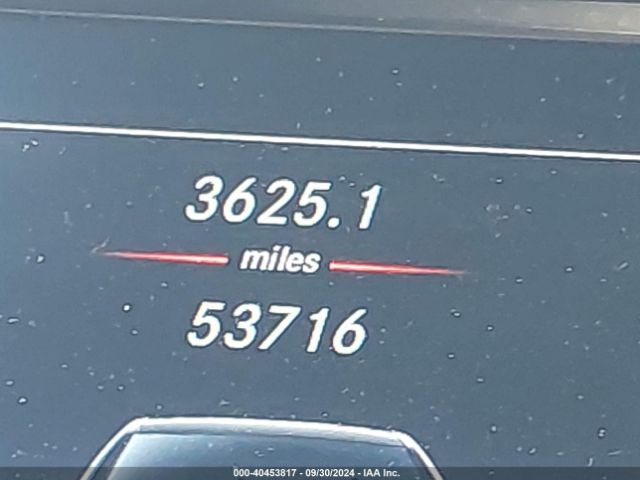 3625.1
miles
53716
000-40453817 - 09/30/2024 - IAA Inc.